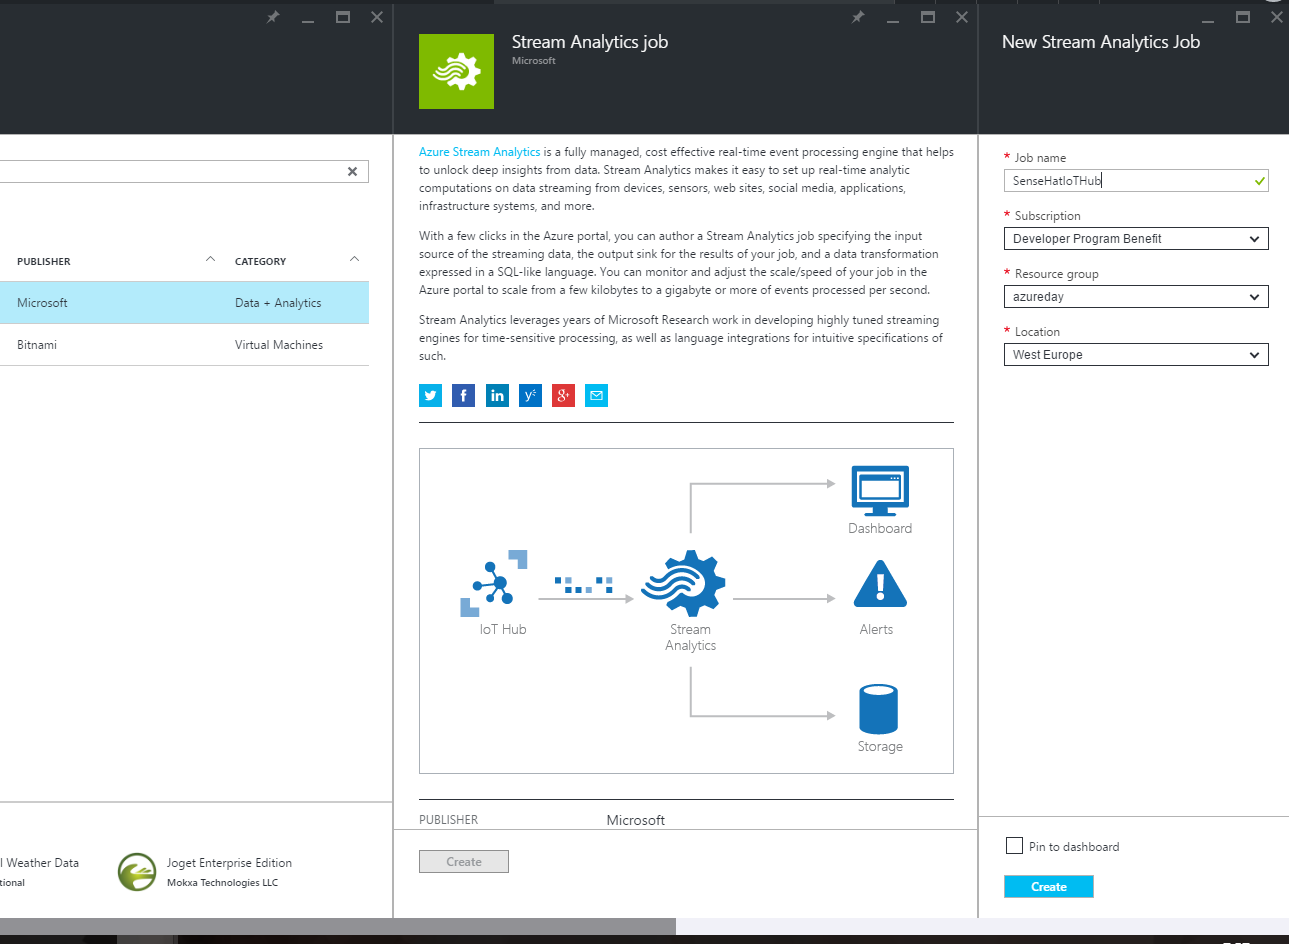 Stream Analytics job
Microsoft
New Stream Analytics Job
PUBLISHER
CATEGORY
Microsoft
Data + Analytics
Bitnami
Virtual Machines
l Weather Data
tional
Joget Enterprise Edition
Mokxa Technologies LLC
Azure Stream Analytics is a fully managed, cost effective real-time event processing engine that helps
to unlock deep insights from data. Stream Analytics makes it easy to set up real-time analytic
computations on data streaming from devices, sensors, web sites, social media, applications,
infrastructure systems, and more.
With a few clicks in the Azure portal, you can author a Stream Analytics job specifying the input
source of the streaming data, the output sink for the results of your job, and a data transformation
expressed in a SQL-like language. You can monitor and adjust the scale/speed of your job in the
Azure portal to scale from a few kilobytes to a gigabyte or more of events processed per second.
Stream Analytics leverages years of Microsoft Research work in developing highly tuned streaming
engines for time-sensitive processing, as well as language integrations for intuitive specifications of
such.
Dashboard
IoT Hub
Stream
Analytics
Alerts
Storage
PUBLISHER
Microsoft
Create
* Job name
SenseHatIoTHub
* Subscription
Developer Program Benefit
* Resource group
azureday
* Location
West Europe
Pin to dashboard
Create